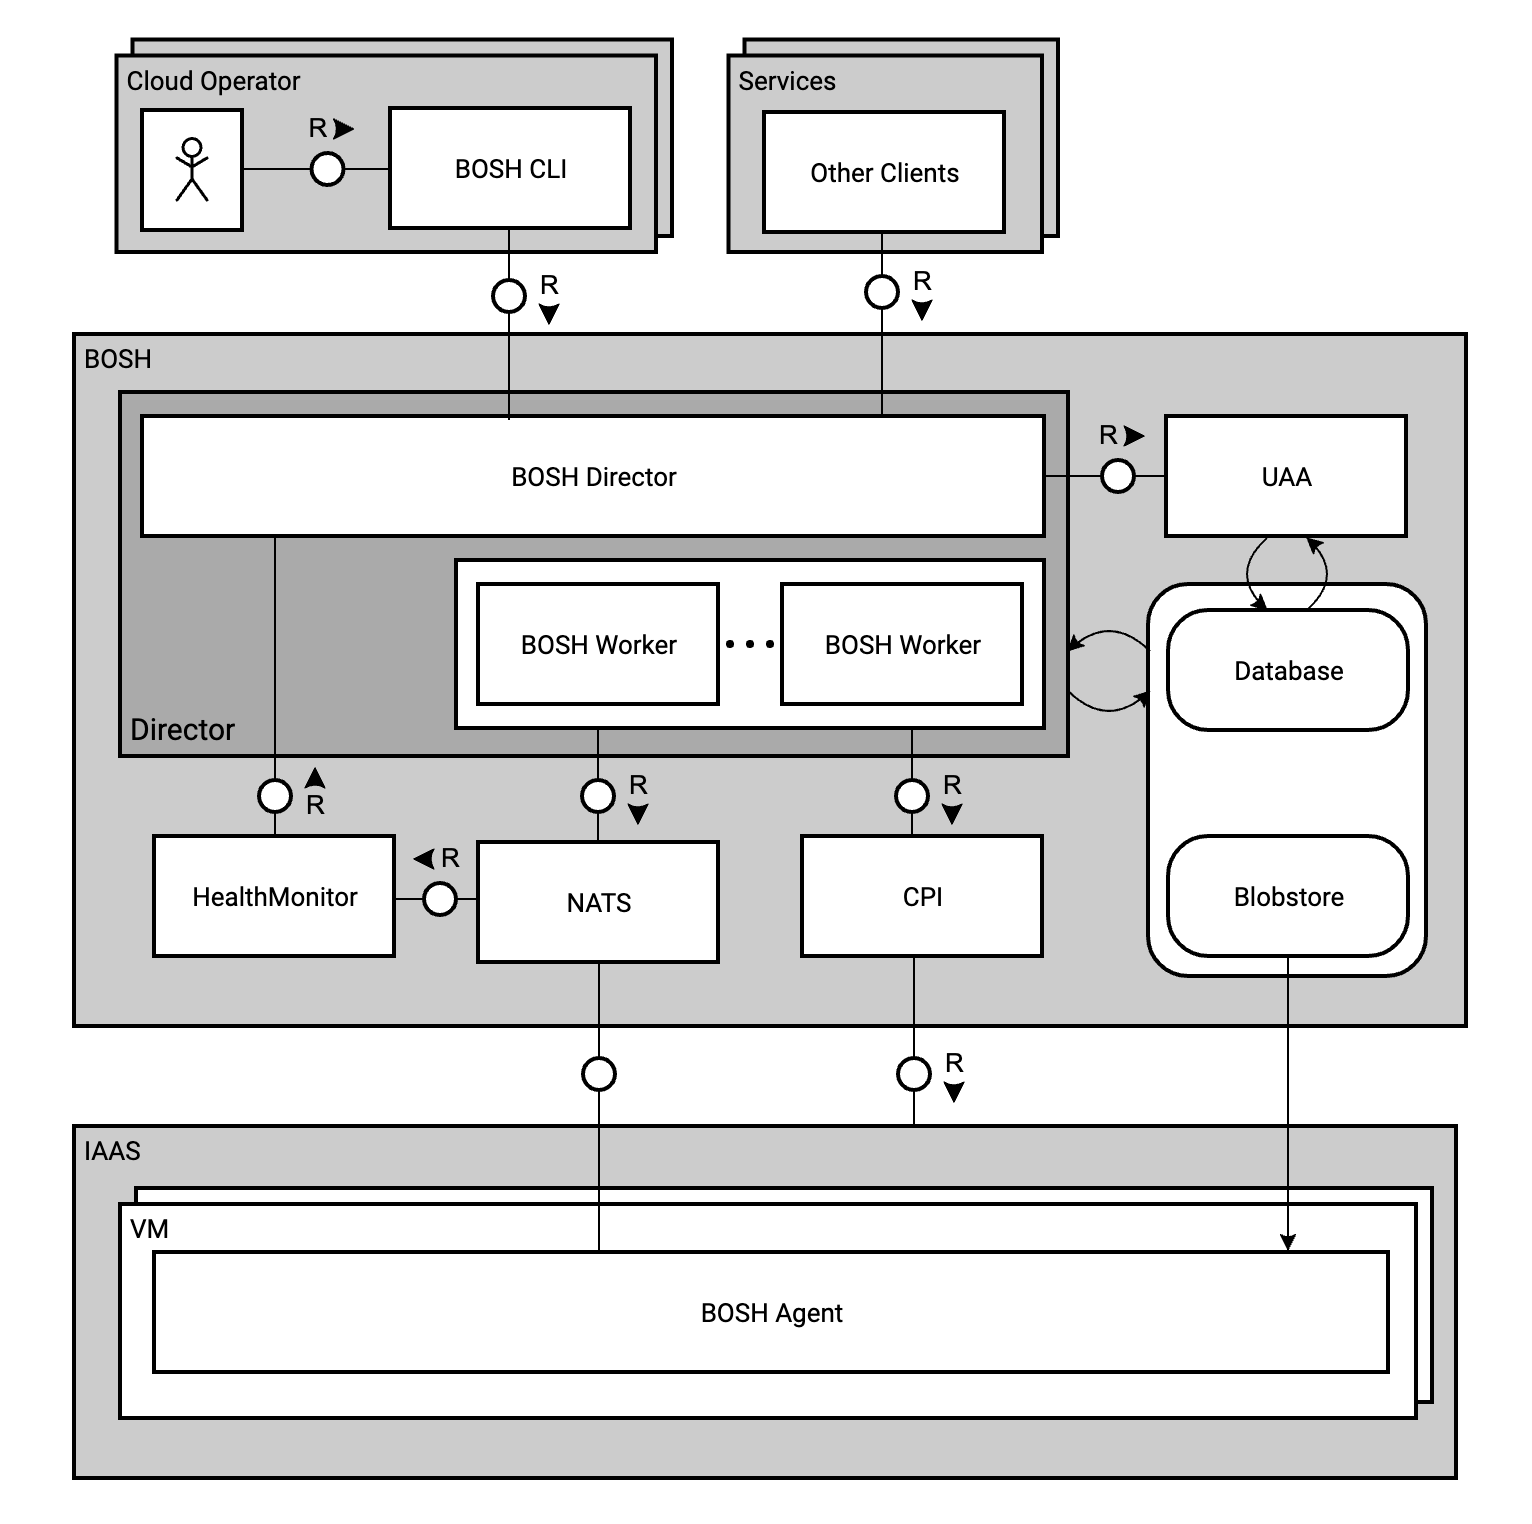 Cloud Operator
Services
R
BOSH CLI
Other Clients
R
R
BOSH
BOSH Director
R
UAA
BOSH Worker
BOSH Worker
Database
Director
R
R
R
HealthMonitor
R
NATS
CPI
Blobstore
R
IAAS
VM
BOSH Agent